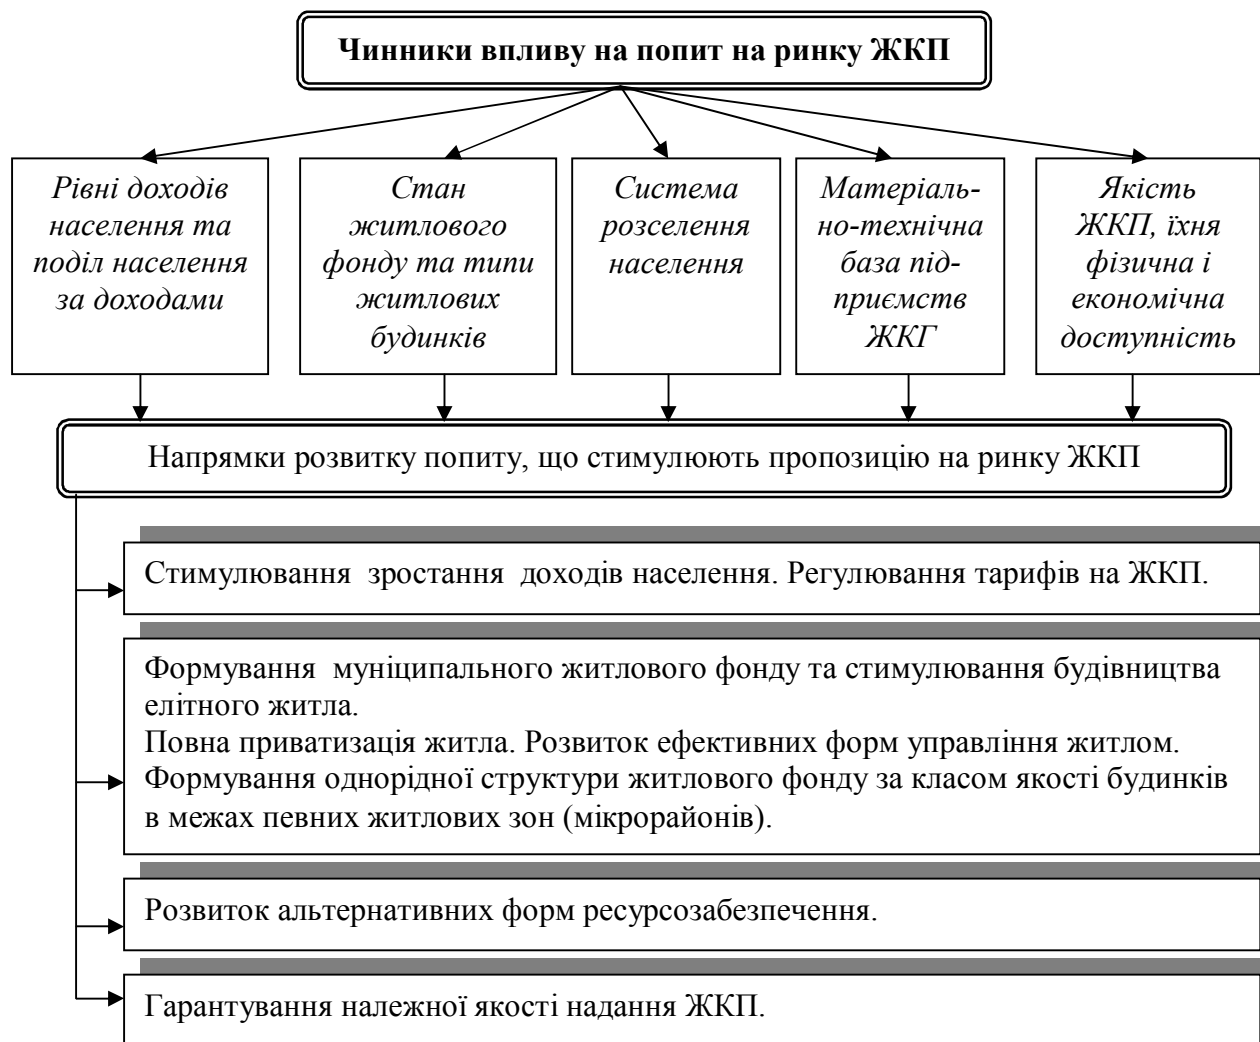 Чинники впливу на попит на ринку ЖКП
Рівні доходів
населення та
поділ населення
за доходами
Стан
житлового
фонду та типи
житлових
будинків
Система
розселення
населення
Матеріаль-
но-технічна
база під-
приємств
ЖКГ
Якість
ЖКП, їхня
фізична і
економічна
доступність
Напрямки розвитку попиту, що стимулюють пропозицію на ринку ЖКП
Стимулювання зростання доходів населення. Регулювання тарифів на ЖКП.
Формування муніципального житлового фонду та стимулювання будівництва
елітного житла.
Повна приватизація житла. Розвиток ефективних форм управління житлом.
Формування однорідної структури житлового фонду за класом якості будинків
в межах певних житлових зон (мікрорайонів).
Розвиток альтернативних форм ресурсозабезпечення.
Гарантування належної якості надання ЖКП.